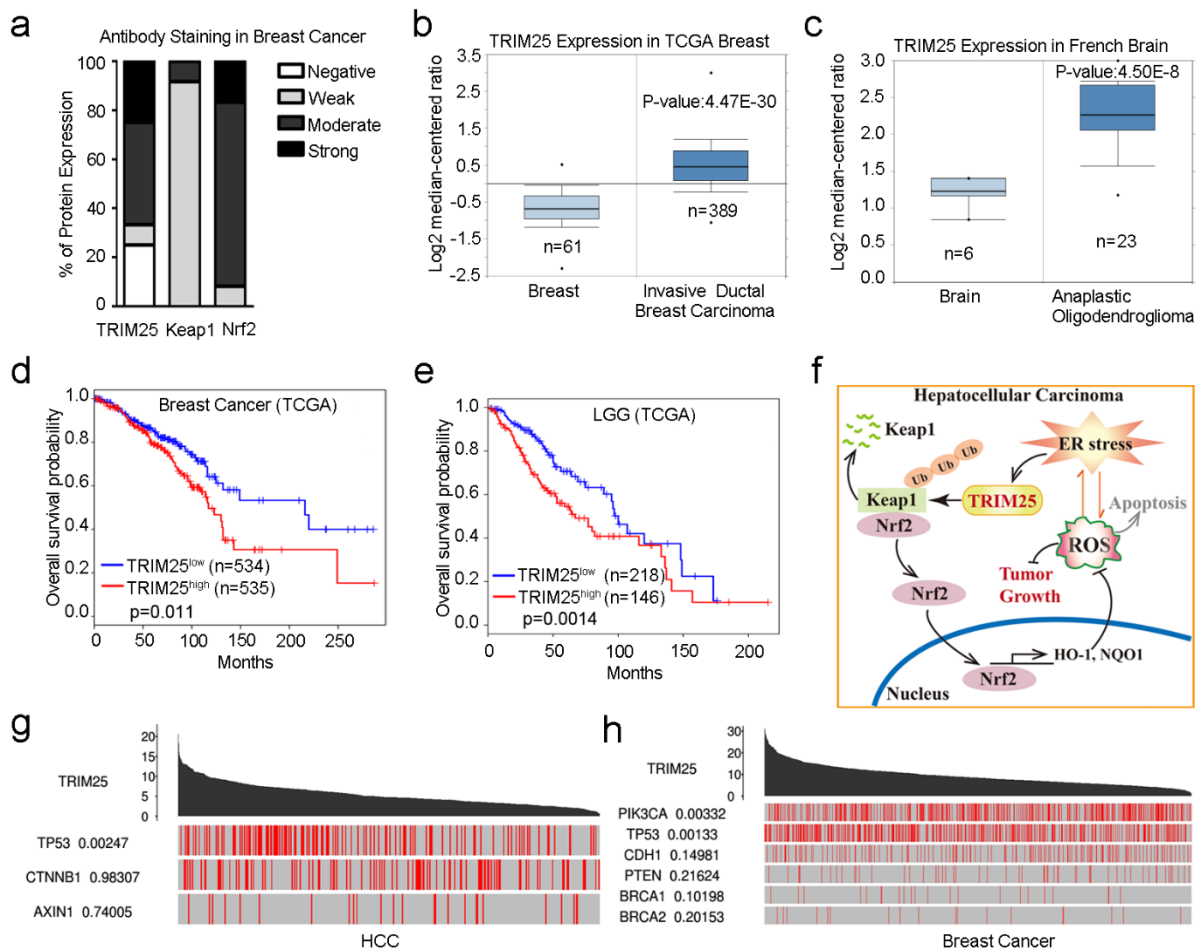 a
Antibody Staining in Breast Cancer
% of Protein Expression
100
80
60
40
20
0
TRIM25 Keap1 Nrf2
Negative
Weak
Moderate
Strong
b
TRIM25 Expression in TCGA Breast
Log2 median-centered ratio
3.5
2.5
1.5
0.5
-0.5
-1.5
-2.5
P-value:4.47E-30
n=61
n=389
Breast
Invasive Ductal
Breast Carcinoma
c
TRIM25 Expression in French Brain
Log2 median-centered ratio
3.0
2.5
2.0
1.5
1.0
0.5
0.0
P-value:4.50E-8
n=6
n=23
Brain
Anaplastic
Oligodendroglioma
d
Breast Cancer (TCGA)
Overall survival probability
1.0
0.8
0.6
0.4
0.2
0.0
TRIM25low (n=534)
TRIM25high (n=535)
p=0.011
0 50 100 150 200 250
Months
e
LGG (TCGA)
Overall survival probability
1.0
0.8
0.6
0.4
0.2
0.0
TRIM25low (n=218)
TRIM25high (n=146)
p=0.0014
0 50 100 150 200
Months
f
Hepatocellular Carcinoma
Keap1
Ub Ub Ub
ER stress
Keap1
TRIM25
Nrf2
Apoptosis
ROS
Tumor
Growth
Nrf2
HO-1, NQO1
Nrf2
Nucleus
g
TRIM25
20
15
10
5
0
TP53 0.00247
CTNNB1 0.98307
AXIN1 0.74005
HCC
h
TRIM25
30
20
10
0
PIK3CA 0.00332
TP53 0.00133
CDH1 0.14981
PTEN 0.21624
BRCA1 0.10198
BRCA2 0.20153
Breast Cancer